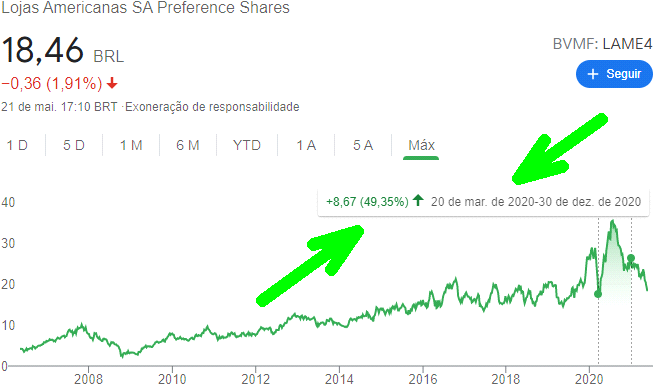 Lojas Americanas SA Preference Shares
18,46 BRL
BVMF: LAME4
−0,36 (1,91%)
+ Seguir
21 de mai. 17:10 BRT · Exoneração de responsabilidade
1 D 5 D 1 M 6 M YTD 1 A 5 A Máx
+8,67 (49,35%) 20 de mar. de 2020-30 de dez. de 2020
40
30
20
10
0
2008 2010 2012 2014 2016 2018 2020